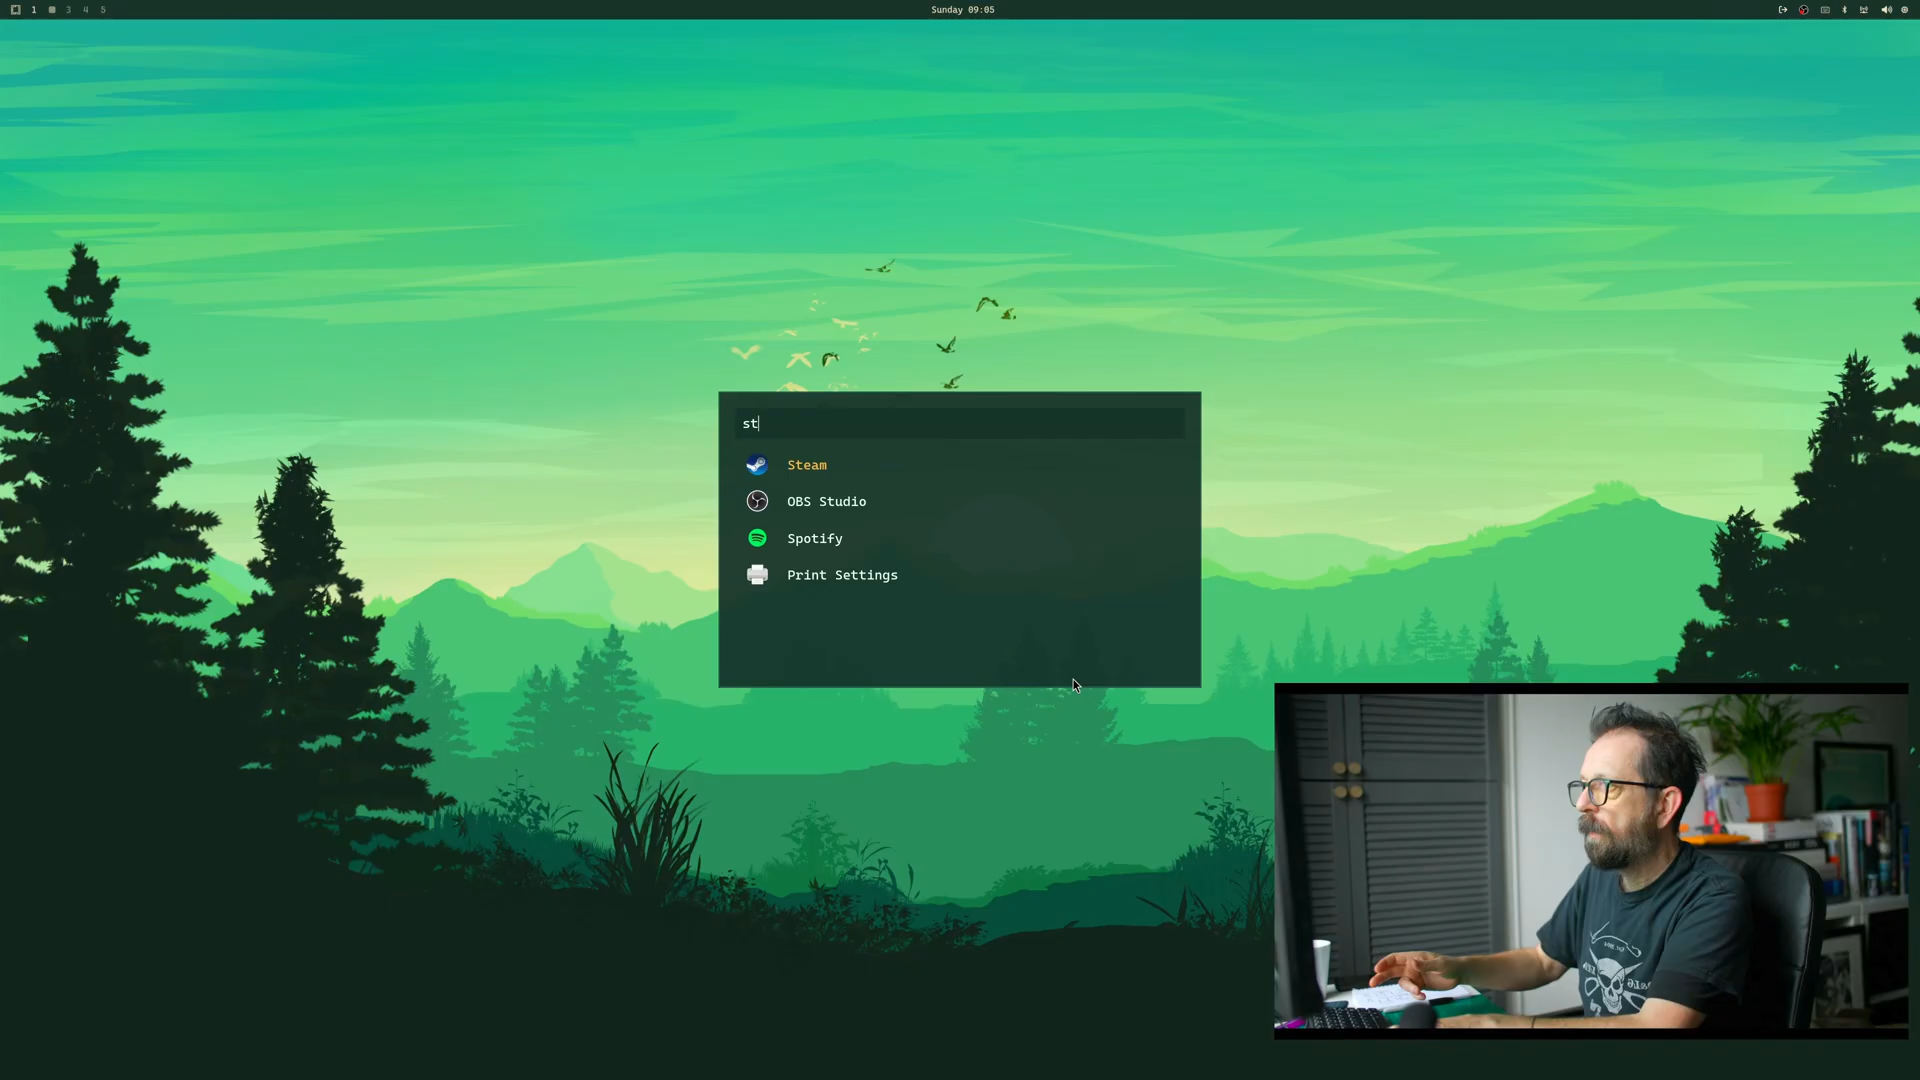 1 3 4 5
Sunday 09:05
st
Steam
OBS Studio
Spotify
Print Settings